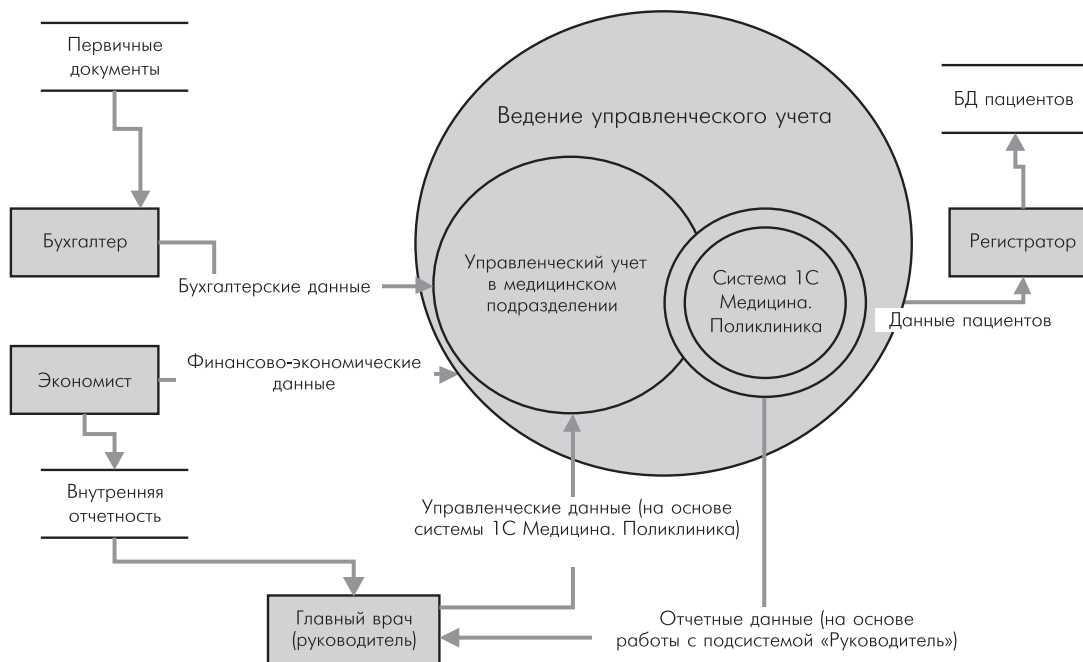 Первичные
документы
БД пациентов
Ведение управленческого учета
Бухгалтер
Регистратор
Управленческий учет
в медицинском
подразделении
Система 1С
Медицина.
Поликлиника
Бухгалтерские данные
Данные пациентов
Экономист
Финансово-экономические
данные
Внутренняя
отчетность
Управленческие данные (на основе
системы 1С Медицина. Поликлиника)
Главный врач
(руководитель)
Отчетные данные (на основе
работы с подсистемой «Руководитель»)